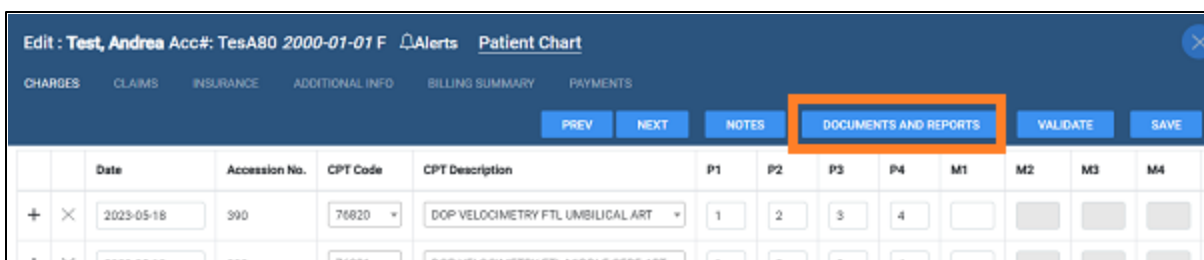 Edit : Test, Andrea Acc#: TesA80 2000-01-01 F Alerts Patient Chart
CHARGES CLAIMS INSURANCE ADDITIONAL INFO BILLING SUMMARY PAYMENTS
PREV NEXT NOTES DOCUMENTS AND REPORTS VALIDATE SAVE
Date Accession No. CPT Code CPT Description P1 P2 P3 P4 M1 M2 M3 M4
2023-05-18 390 76820 DOP VELOCIMETRY FTL UMBILICAL ART 1 2 3 4